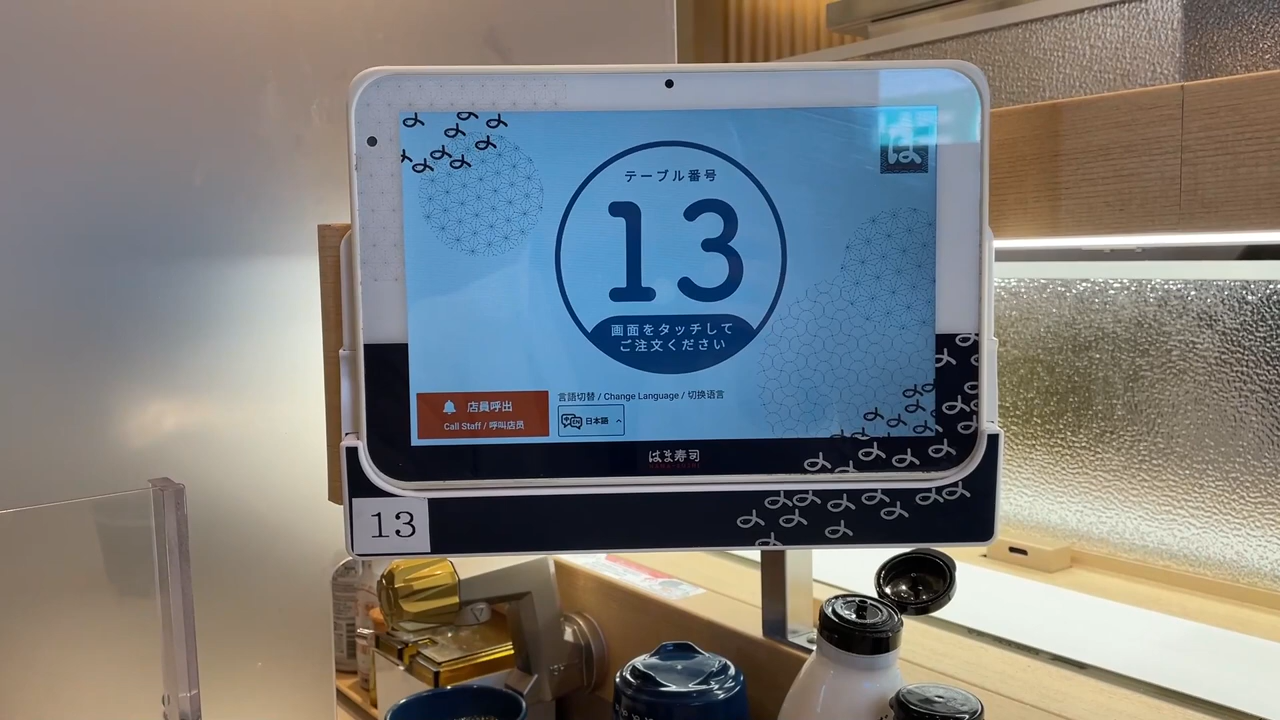 は
テーブル番号
13
画面をタッチして
ご注文ください
店員呼出
Call Staff / 呼叫店员
言語切替 / Change Language / 切换语言
日本語
はま寿司
HAMA-SUSHI
13